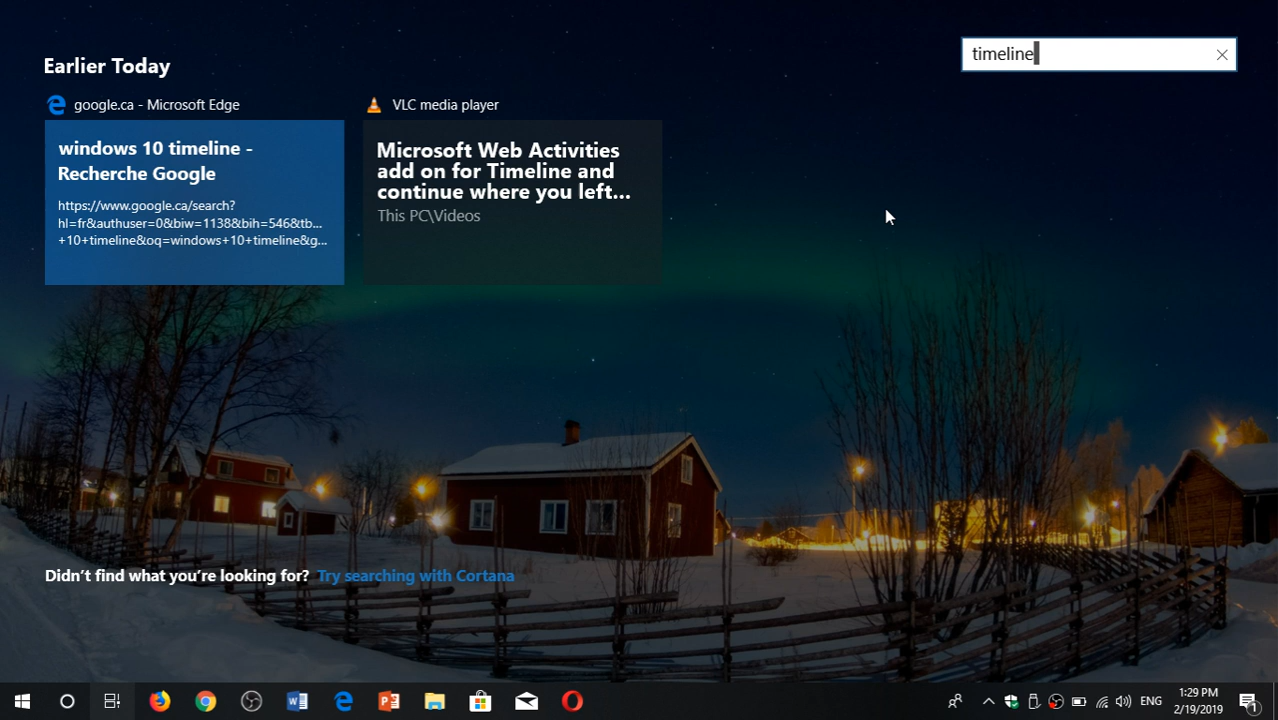 timeline
Earlier Today
google.ca - Microsoft Edge
VLC media player
windows 10 timeline -
Recherche Google
https://www.google.ca/search?
hl=fr&authuser=0&biw=1138&bih=546&tb...
+10+timeline&oq=windows+10+timeline&g...
Microsoft Web Activities
add on for Timeline and
continue where you left...
This PC\Videos
Didn’t find what you’re looking for? Try searching with Cortana
ENG
1:29 PM
2/19/2019
1